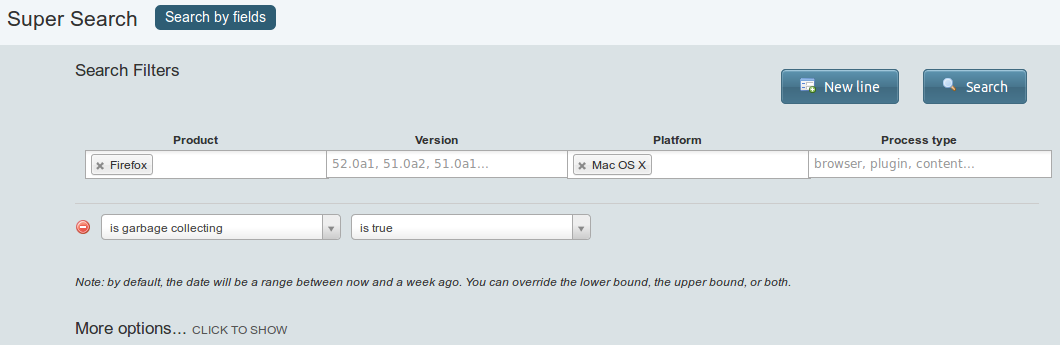 Super Search Search by fields
Search Filters
New line Search
Product Version Platform Process type
Firefox 52.0a1, 51.0a2, 51.0a1... Mac OS X browser, plugin, content...
is garbage collecting is true
Note: by default, the date will be a range between now and a week ago. You can override the lower bound, the upper bound, or both.
More options... CLICK TO SHOW